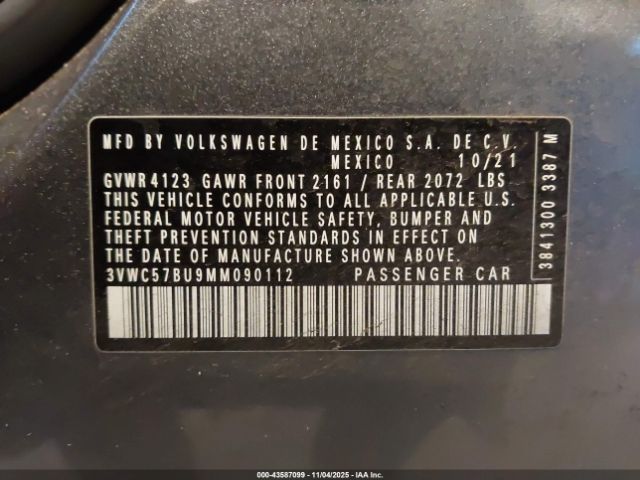 MFD BY VOLKSWAGEN DE MEXICO S.A. DE C.V.
MEXICO 10/21
GVWR 4123 GAWR FRONT 2161 / REAR 2072 LBS
THIS VEHICLE CONFORMS TO ALL APPLICABLE U.S.
FEDERAL MOTOR VEHICLE SAFETY, BUMPER AND
THEFT PREVENTION STANDARDS IN EFFECT ON
THE DATE OF MANUFACTURE SHOWN ABOVE.
3VWC57BU9MM090112 PASSENGER CAR
3841300 3387 M
000-43587099 - 11/04/2025 - IAA Inc.